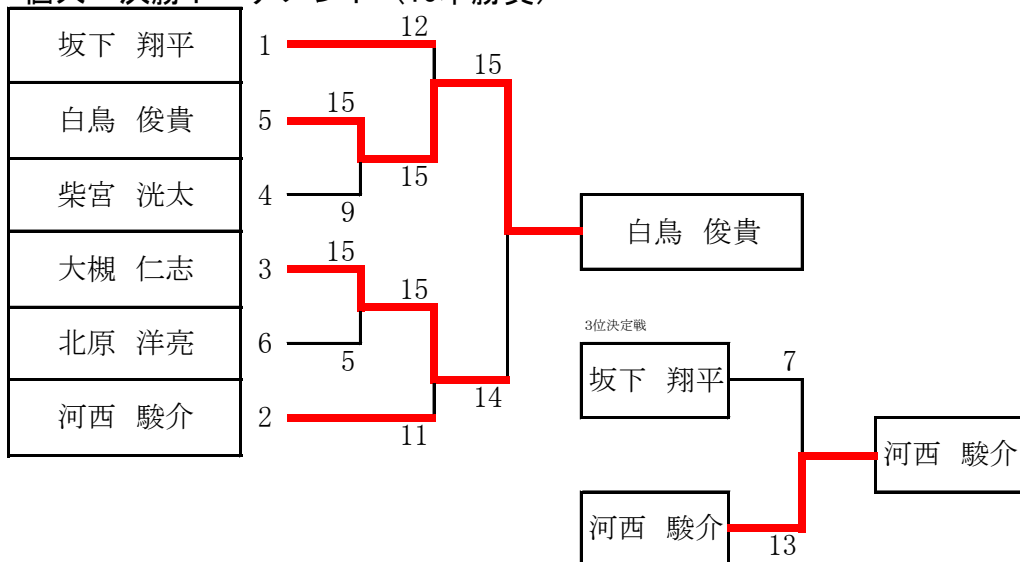 坂下 翔平 1 12
15
白鳥 俊貴 5 15
15
柴宮 洸太 4 9
白鳥 俊貴
大槻 仁志 3 15
15
北原 洋亮 6 5
14
河西 駿介 2 11
3位決定戦
坂下 翔平 7
河西 駿介
河西 駿介 13